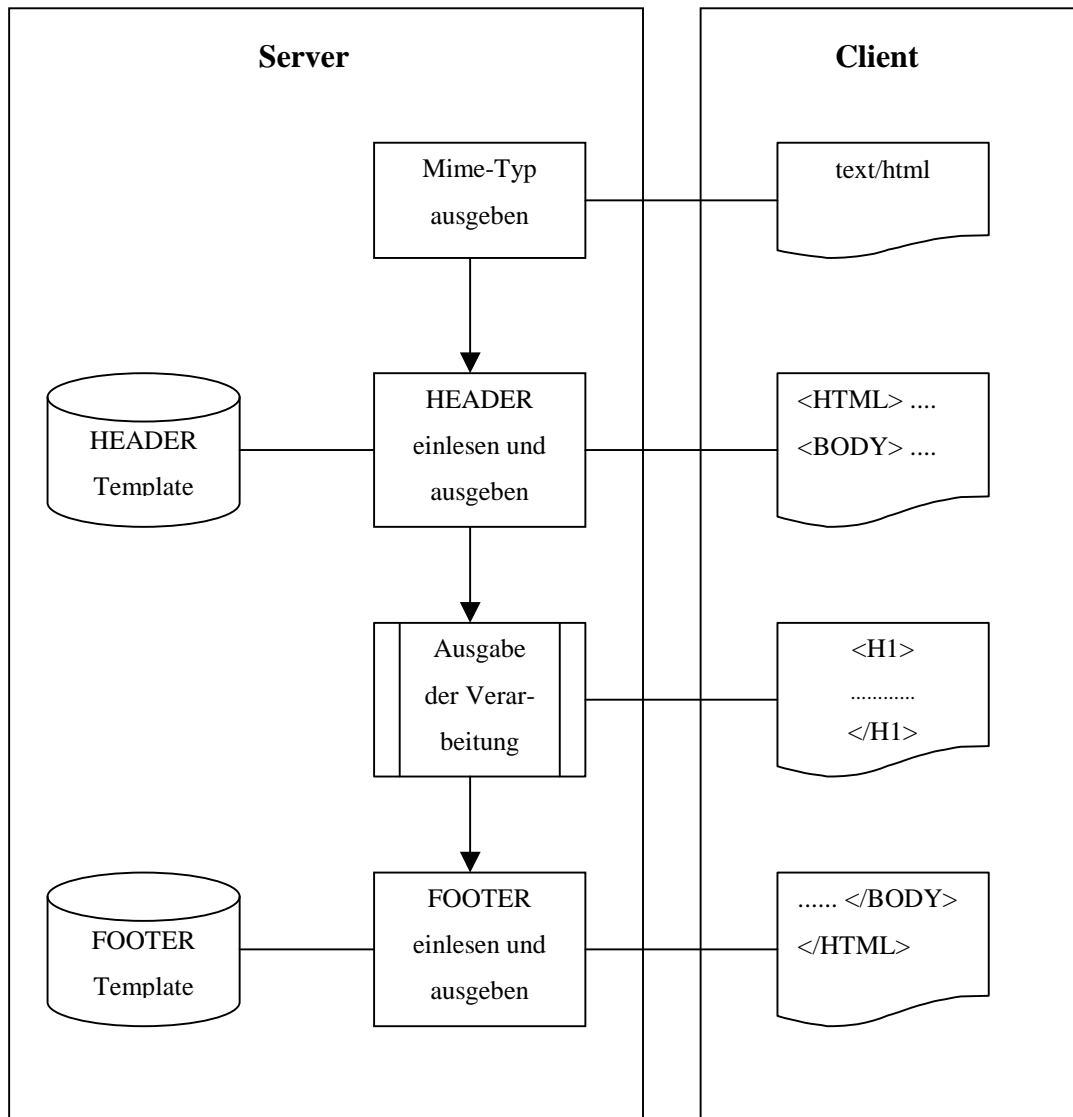 Server
Client
Mime-Typ
ausgeben
text/html
HEADER
Template
HEADER
einlesen und
ausgeben
<HTML> ....
<BODY> ....
Ausgabe
der Verar-
beitung
<H1>
............
</H1>
FOOTER
Template
FOOTER
einlesen und
ausgeben
...... </BODY>
</HTML>